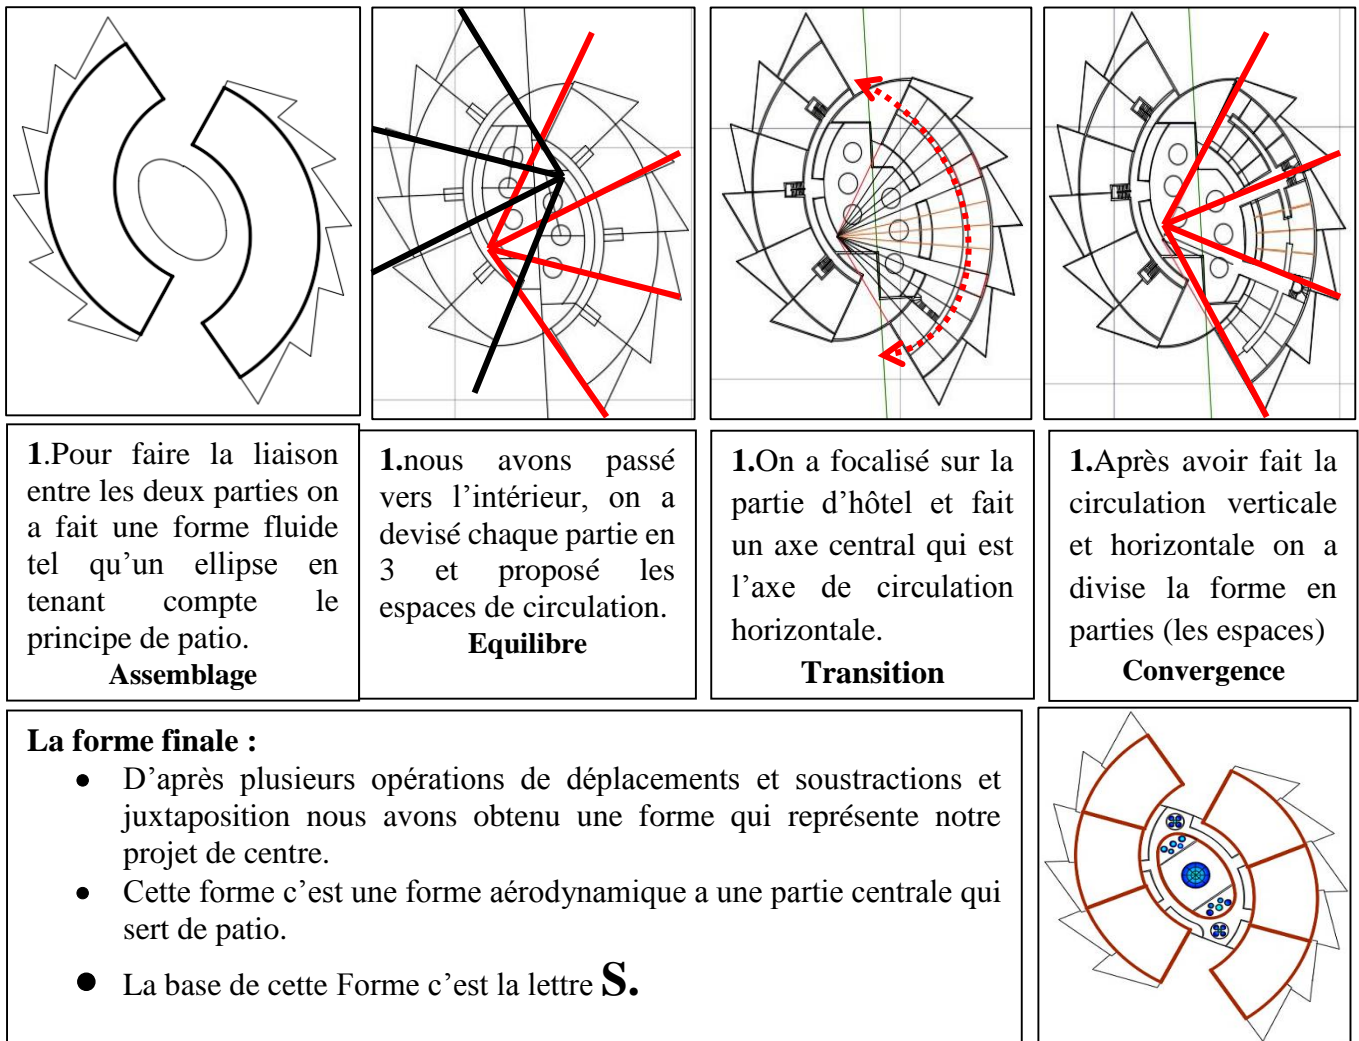 1.Pour faire la liaison
entre les deux parties on
a fait une forme fluide
tel qu’un ellipse en
tenant compte le
principe de patio.
Assemblage
1.nous avons passé
vers l’intérieur, on a
devisé chaque partie en
3 et proposé les
espaces de circulation.
Equilibre
1.On a focalisé sur la
partie d’hôtel et fait
un axe central qui est
l’axe de circulation
horizontale.
Transition
1.Après avoir fait la
circulation verticale
et horizontale on a
divise la forme en
parties (les espaces)
Convergence
La forme finale :
● D’après plusieurs opérations de déplacements et soustractions et
juxtaposition nous avons obtenu une forme qui représente notre
projet de centre.
● Cette forme c’est une forme aérodynamique a une partie centrale qui
sert de patio.
● La base de cette Forme c’est la lettre S.